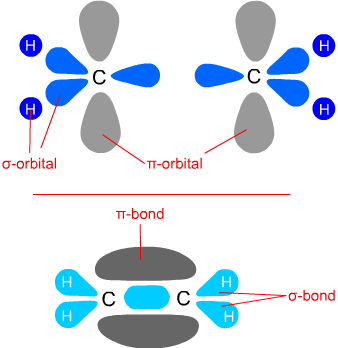 H H
C C
H H
σ-orbital π-orbital
π-bond
H H
C C σ-bond
H H